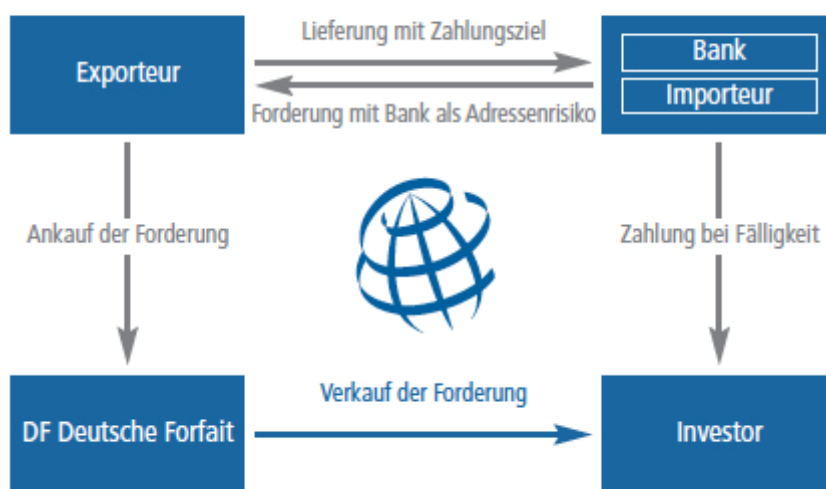 Lieferung mit Zahlungsziel
Exporteur
Bank
Importeur
Forderung mit Bank als Adressenrisiko
Ankauf der Forderung
Zahlung bei Fälligkeit
Verkauf der Forderung
DF Deutsche Forfait
Investor